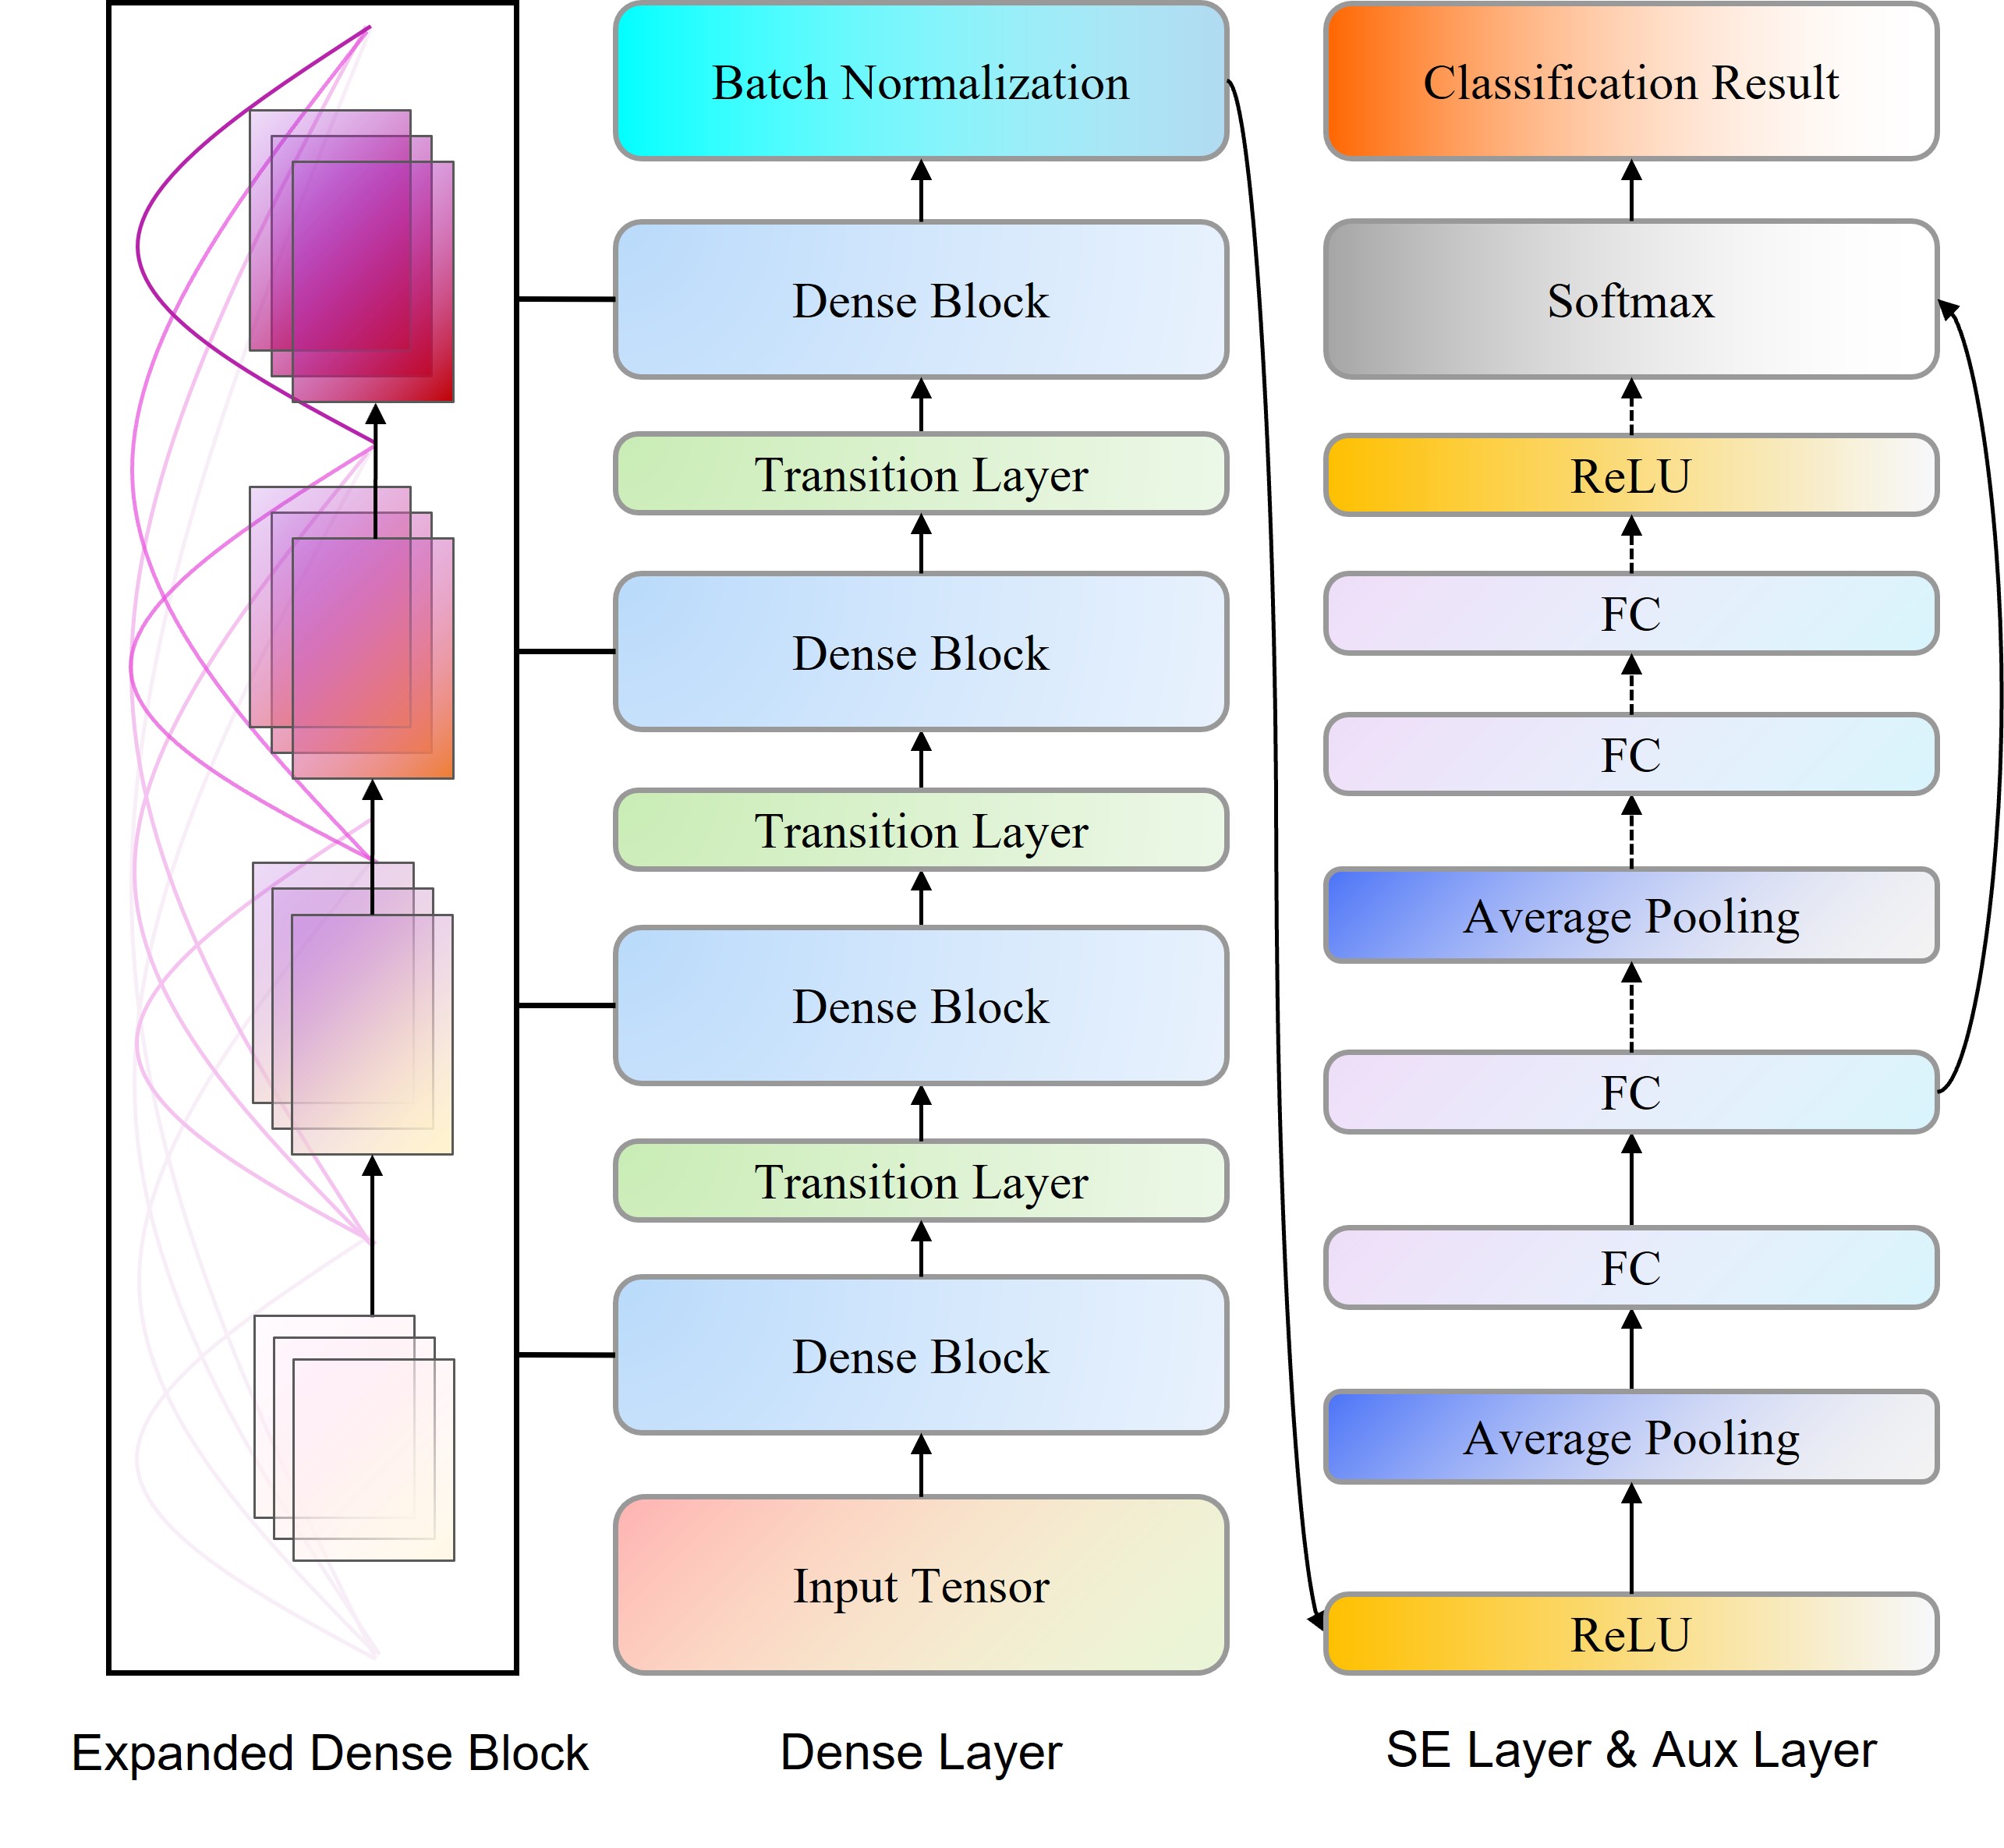 Batch Normalization
Dense Block
Transition Layer
Dense Block
Transition Layer
Dense Block
Transition Layer
Dense Block
Input Tensor
Classification Result
Softmax
ReLU
FC
FC
Average Pooling
FC
FC
Average Pooling
ReLU
Expanded Dense Block
Dense Layer
SE Layer & Aux Layer